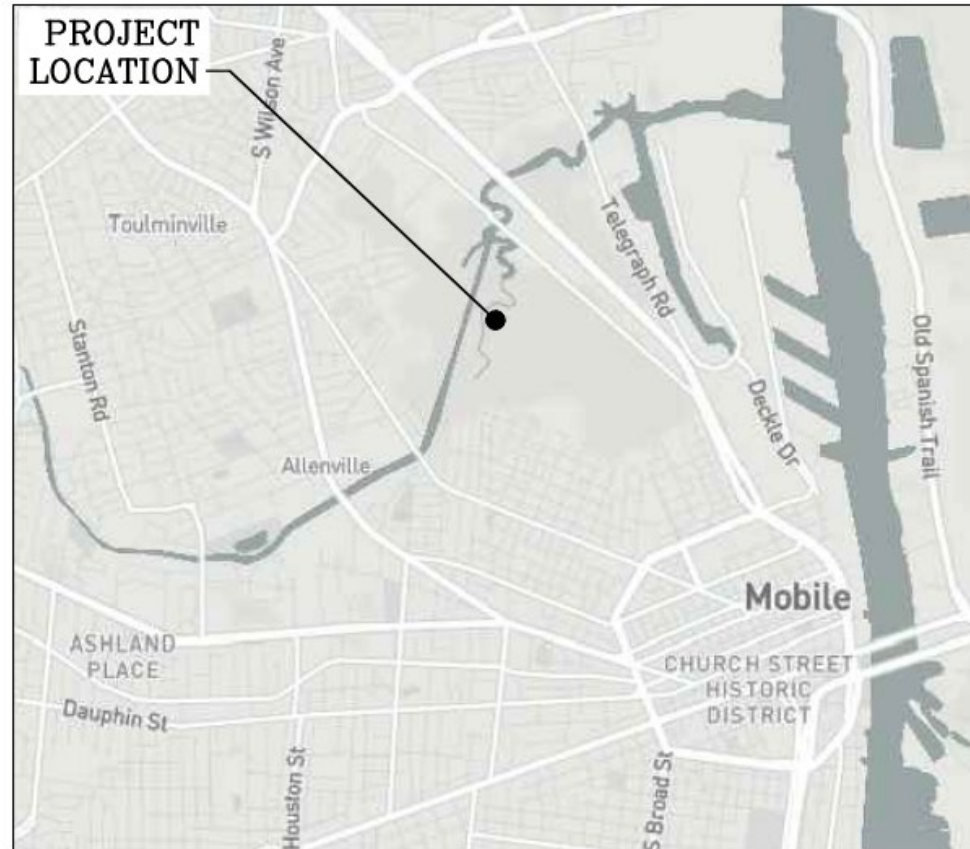 PROJECT
LOCATION
S Wilson Ave
Toulminville
Telegraph Rd
Stanton Rd
Old Spanish Trail
Deckle Dr
Allenville
Mobile
ASHLAND
PLACE
CHURCH STREET
HISTORIC
DISTRICT
Dauphin St
Houston St
S Broad St